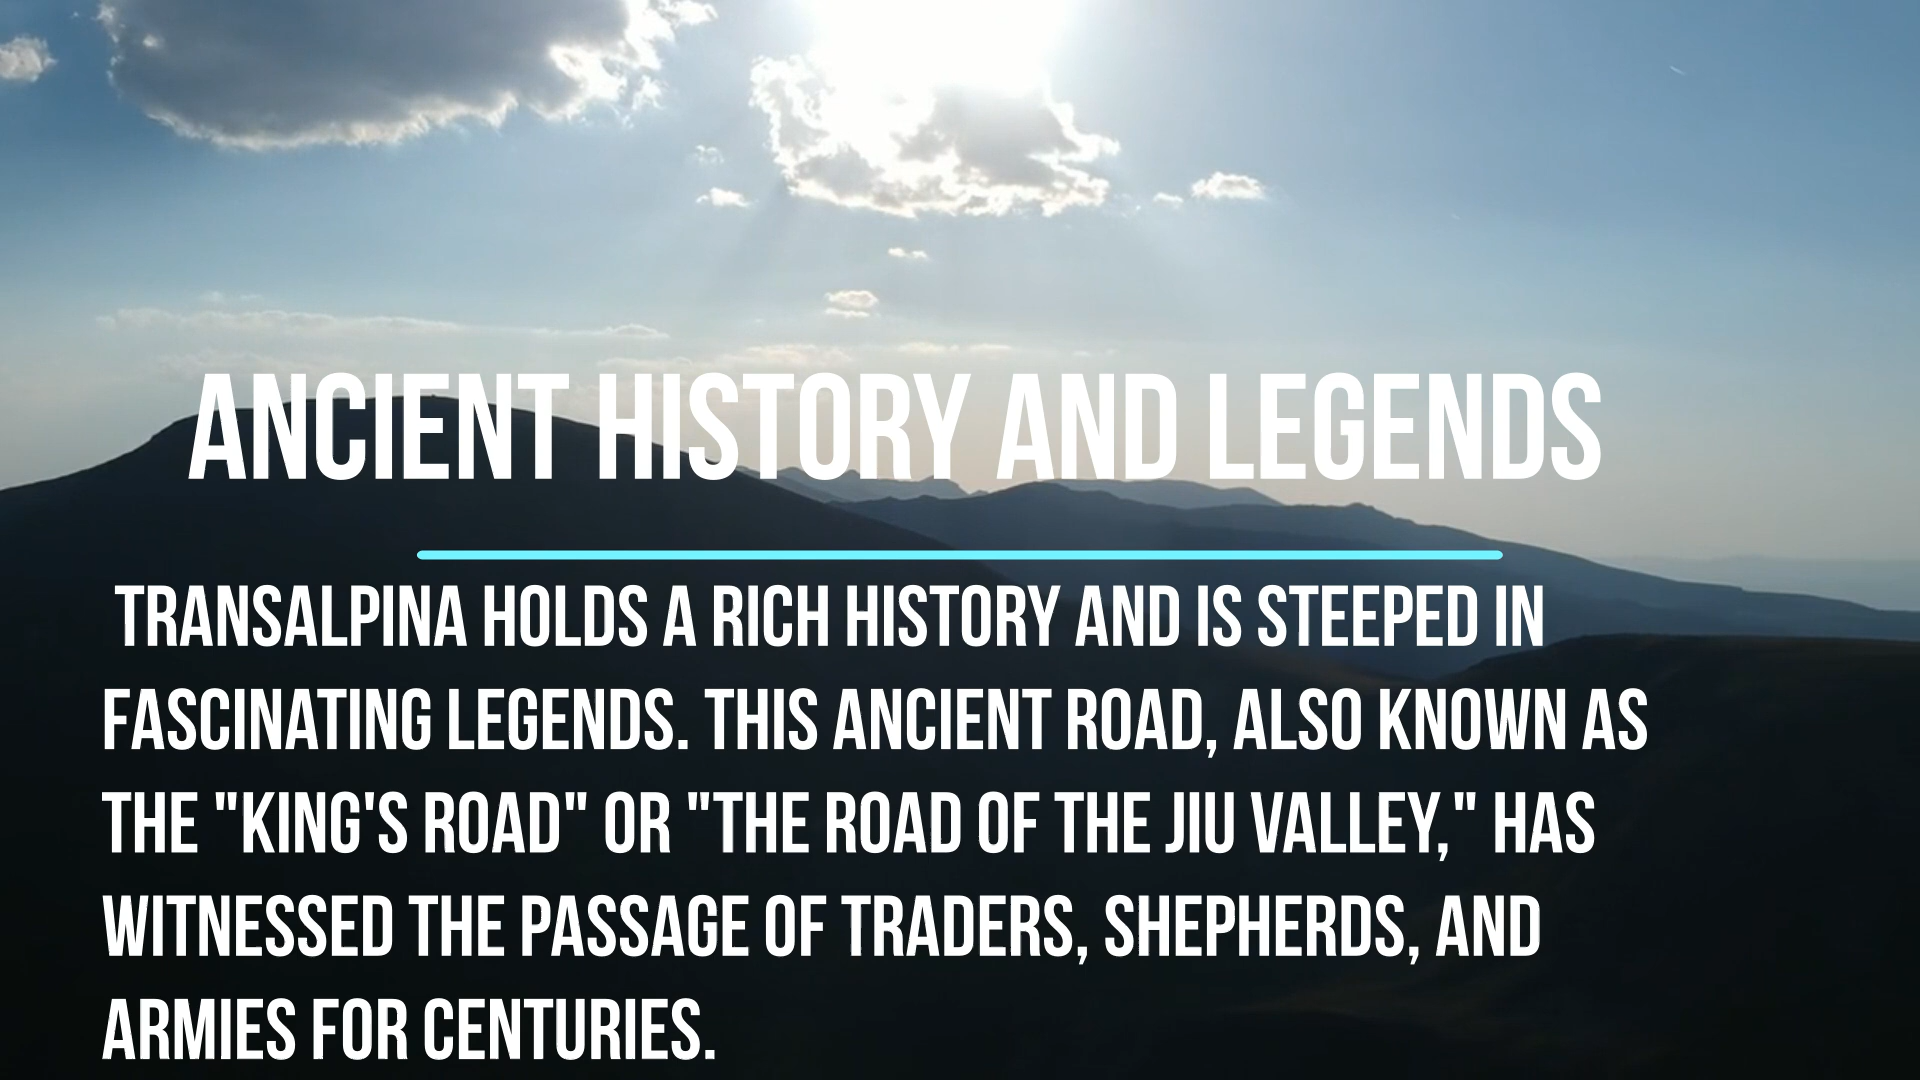 ANCIENT HISTORY AND LEGENDS
TRANSALPINA HOLDS A RICH HISTORY AND IS STEEPED IN
FASCINATING LEGENDS. THIS ANCIENT ROAD, ALSO KNOWN AS
THE "KING'S ROAD" OR "THE ROAD OF THE JIU VALLEY," HAS
WITNESSED THE PASSAGE OF TRADERS, SHEPHERDS, AND
ARMIES FOR CENTURIES.